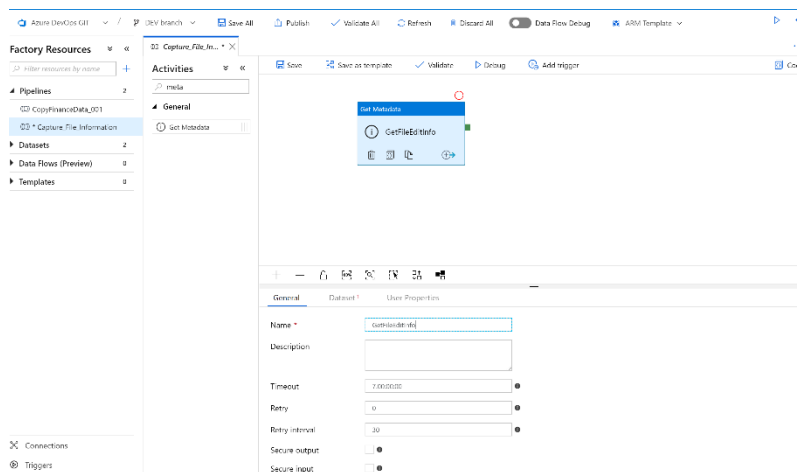 Azure DevOps GIT / DEV branch Save All Publish Validate All Refresh Discard All Data Flow Debug ARM Template
Factory Resources
Filter resources by name
Pipelines 2
CopyFinanceData_001
* Capture_File_Information
Datasets 2
Data Flows (Preview) 0
Templates 0
Connections
Triggers
Capture_File_In... *
Activities
meta
General
Get Metadata
Save Save as template Validate Debug Add trigger
Get Metadata
GetFileEditInfo
General Dataset User Properties
Name * GetFileEditInfo
Description
Timeout 7.00:00:00
Retry 0
Retry interval 30
Secure output
Secure input